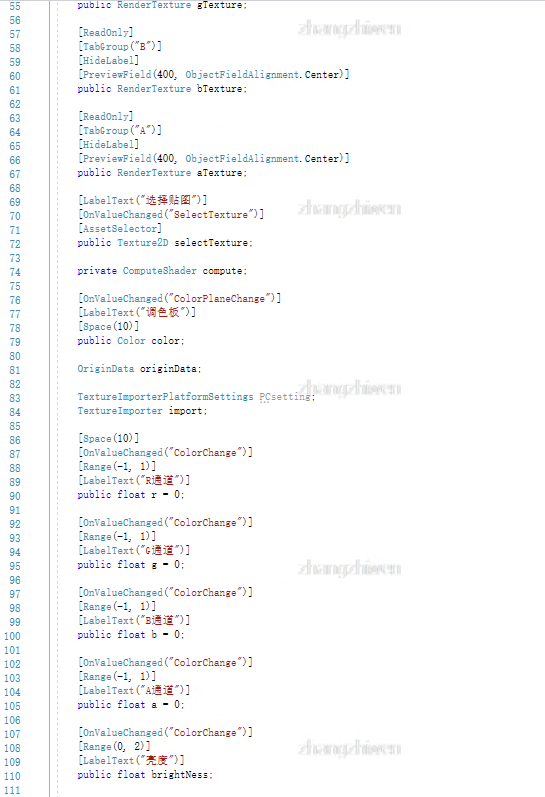 55 public RenderTexture gTexture;
56
57 [ReadOnly]
58 [TabGroup("B")]
59 [HideLabel]
60 [PreviewField(400, ObjectFieldAlignment.Center)]
61 public RenderTexture bTexture;
62
63 [ReadOnly]
64 [TabGroup("A")]
65 [HideLabel]
66 [PreviewField(400, ObjectFieldAlignment.Center)]
67 public RenderTexture aTexture;
68
69 [LabelText("选择贴图")]
70 [OnValueChanged("SelectTexture")]
71 [AssetSelector]
72 public Texture2D selectTexture;
73
74 private ComputeShader compute;
75
76 [OnValueChanged("ColorPlaneChange")]
77 [LabelText("调色板")]
78 [Space(10)]
79 public Color color;
80
81 OriginData originData;
82
83 TextureImporterPlatformSettings PCsetting;
84 TextureImporter import;
85
86 [Space(10)]
87 [OnValueChanged("ColorChange")]
88 [Range(-1, 1)]
89 [LabelText("R通道")]
90 public float r = 0;
91
92 [OnValueChanged("ColorChange")]
93 [Range(-1, 1)]
94 [LabelText("G通道")]
95 public float g = 0;
96
97 [OnValueChanged("ColorChange")]
98 [Range(-1, 1)]
99 [LabelText("B通道")]
100 public float b = 0;
101
102 [OnValueChanged("ColorChange")]
103 [Range(-1, 1)]
104 [LabelText("A通道")]
105 public float a = 0;
106
107 [OnValueChanged("ColorChange")]
108 [Range(0, 2)]
109 [LabelText("亮度")]
110 public float brightNess;
111
zhangzhiwen
zhangzhiwen
zhangzhiwen
zhangzhiwen
zhangzhiwen